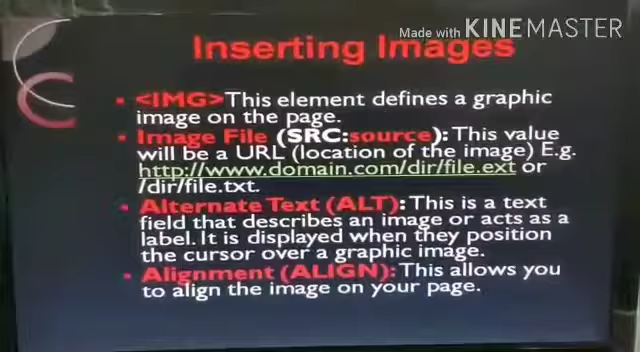 Made with KINEMASTER
Inserting Images
<IMG> This element defines a graphic
image on the page.
Image File (SRC:source): This value
will be a URL (location of the image) E.g.
http://www.domain.com/dir/file.ext or
/dir/file.txt.
Alternate Text (ALT): This is a text
field that describes an image or acts as a
label. It is displayed when they position
the cursor over a graphic image.
Alignment (ALIGN): This allows you
to align the image on your page.